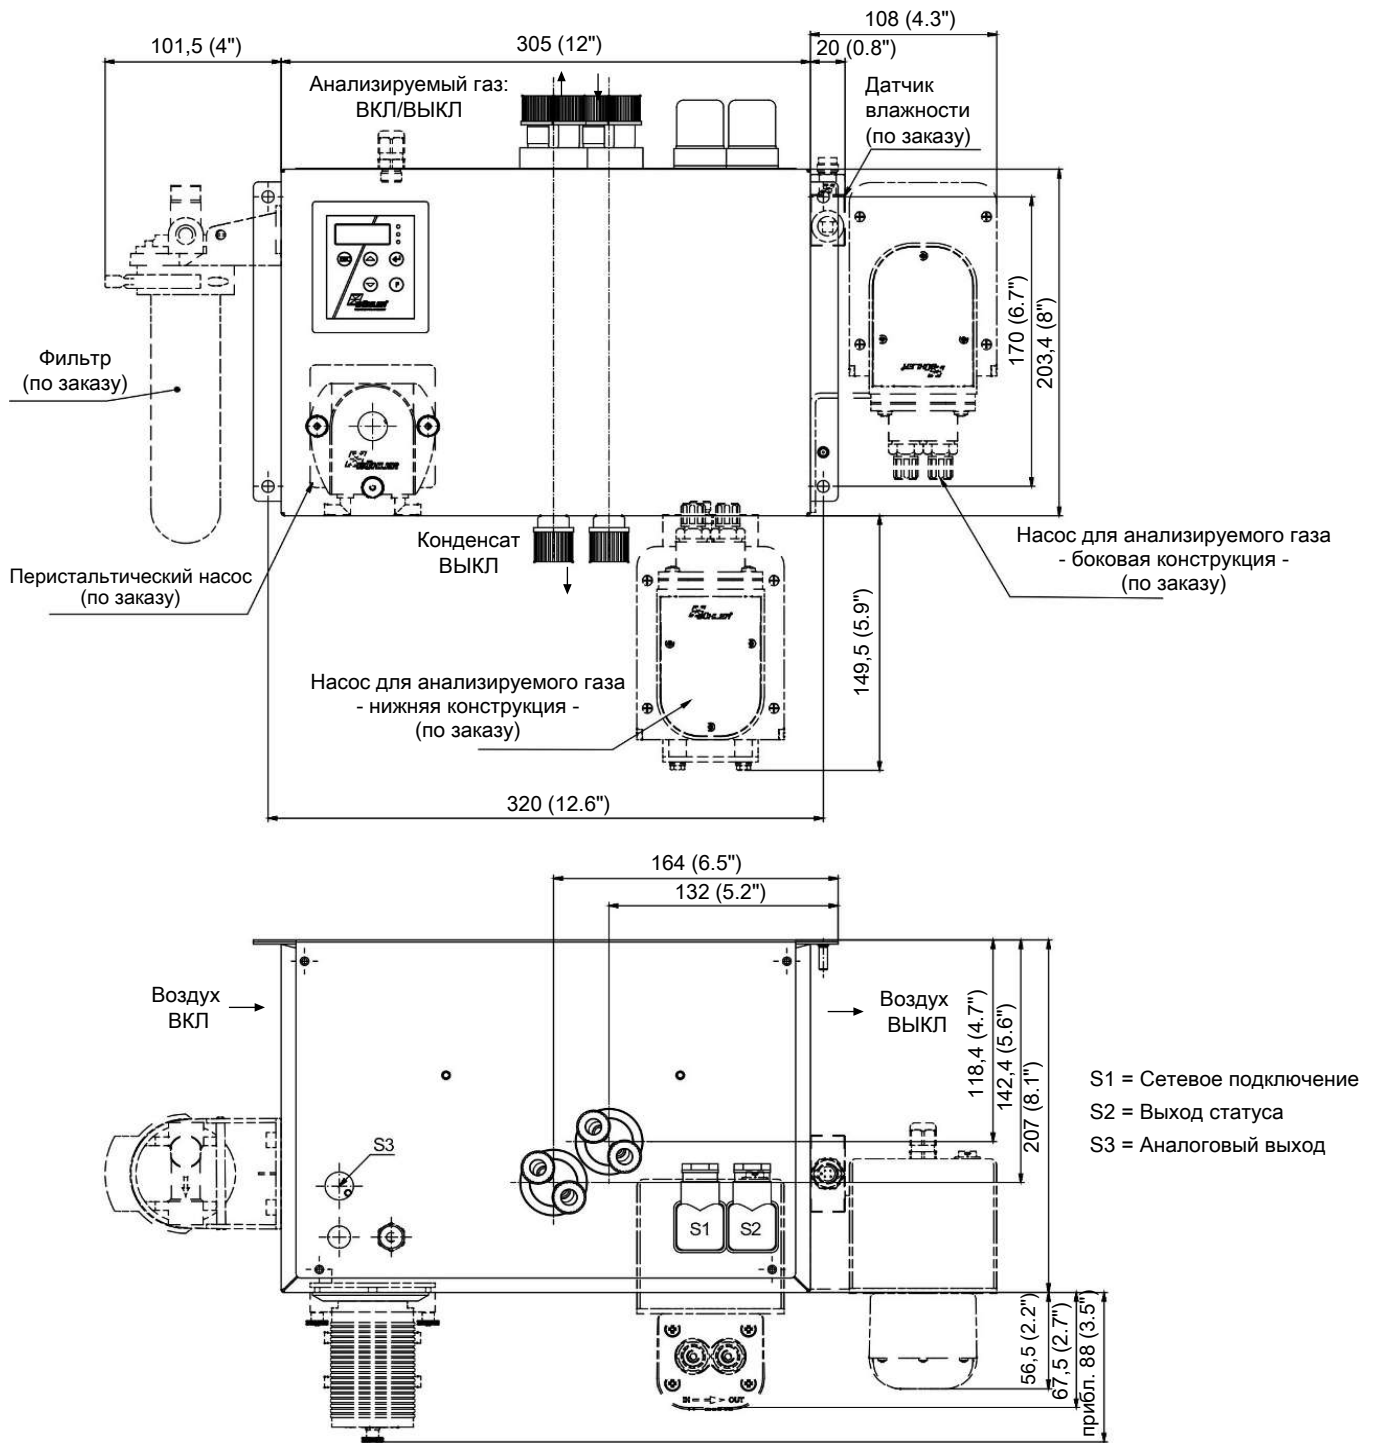 108 (4.3")
101,5 (4")
305 (12")
20 (0.8")
Анализируемый газ:
ВКЛ/ВЫКЛ
Датчик
влажности
(по заказу)
170 (6.7")
203,4 (8")
Фильтр
(по заказу)
Конденсат
ВЫКЛ
Насос для анализируемого газа
- боковая конструкция -
(по заказу)
Перистальтический насос
(по заказу)
149,5 (5.9")
Насос для анализируемого газа
- нижняя конструкция -
(по заказу)
320 (12.6")
164 (6.5")
132 (5.2")
Воздух
ВКЛ
Воздух
ВЫКЛ
118,4 (4.7")
142,4 (5.6")
207 (8.1")
S1 = Сетевое подключение
S2 = Выход статуса
S3 = Аналоговый выход
S3
S1
S2
56,5 (2.2")
67,5 (2.7")
прибл. 88 (3.5")
IN
OUT